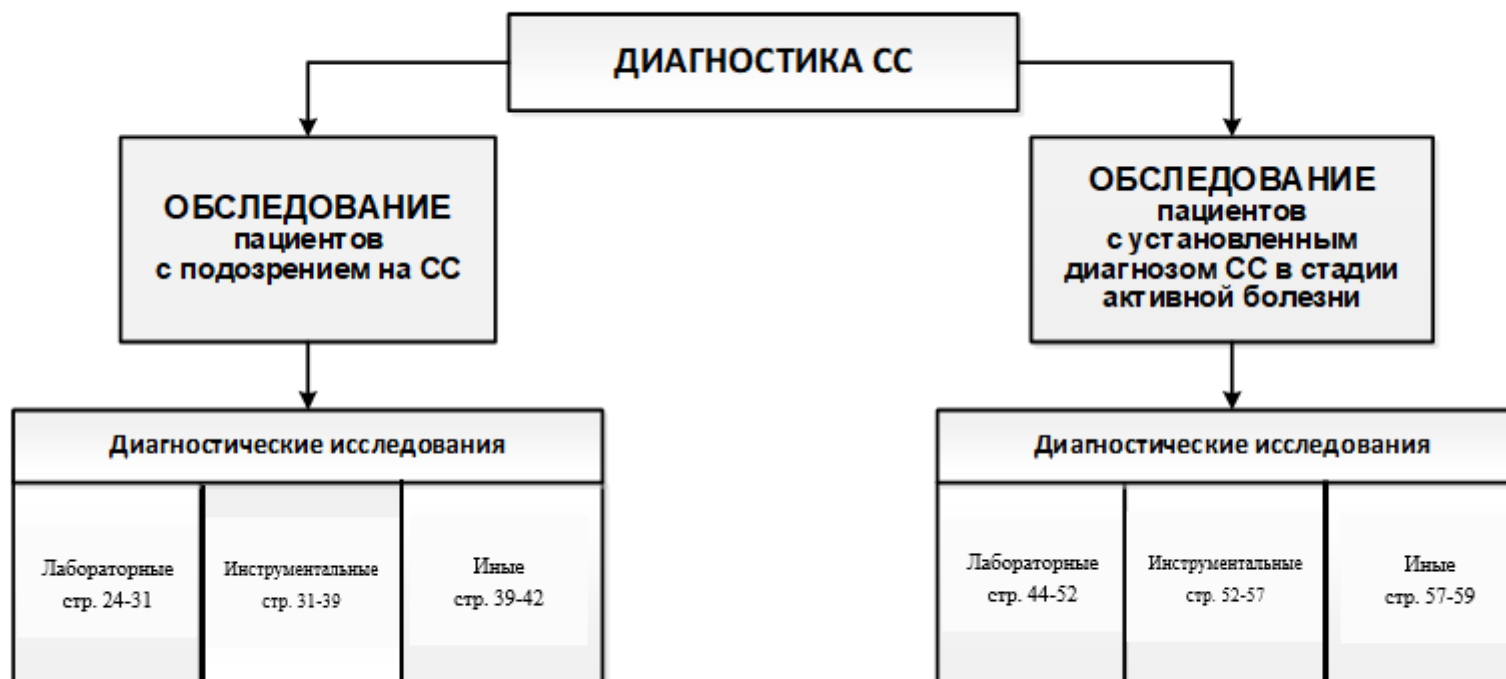 ДИАГНОСТИКА СС
ОБСЛЕДОВАНИЕ
пациентов
с подозрением на СС
ОБСЛЕДОВАНИЕ
пациентов
с установленным
диагнозом СС в стадии
активной болезни
Диагностические исследования
Лабораторные
стр. 24-31
Инструментальные
стр. 31-39
Иные
стр. 39-42
Диагностические исследования
Лабораторные
стр. 44-52
Инструментальные
стр. 52-57
Иные
стр. 57-59